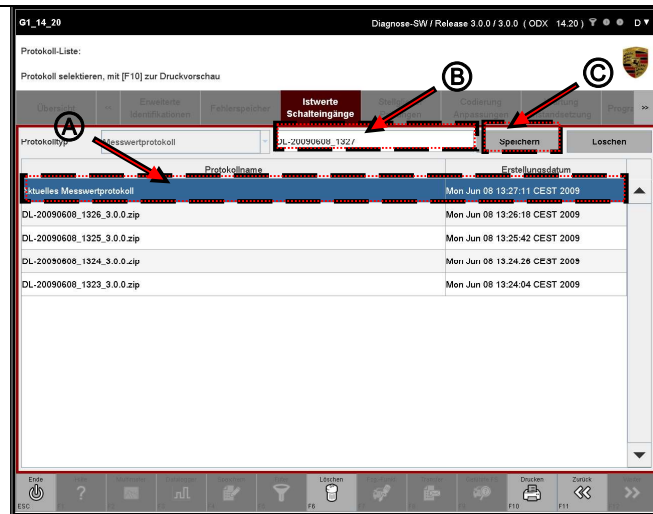 G1_14_20 Diagnose-SW / Release 3.0.0 / 3.0.0 ( ODX 14.20 ) D
Protokoll-Liste:
Protokoll selektieren, mit [F10] zur Druckvorschau
B C
Übersicht << Erweiterte Identifikationen Fehlerspeicher Istwerte Schalteingänge Codierung >>
A
Protokolltyp Messwertprotokoll DL-20090608_1327 Speichern Löschen
Protokollname Erstellungsdatum
Aktuelles Messwertprotokoll Mon Jun 08 13:27:11 CEST 2009
DL-20090608_1326_3.0.0.zip Mon Jun 08 13:26:18 CEST 2009
DL-20090608_1325_3.0.0.zip Mon Jun 08 13:25:42 CEST 2009
DL-20090608_1324_3.0.0.zip Mon Jun 08 13:24:26 CEST 2009
DL-20090608_1323_3.0.0.zip Mon Jun 08 13:24:04 CEST 2009
Ende Löschen Drucken Zurück
ESC F8 F10 F11